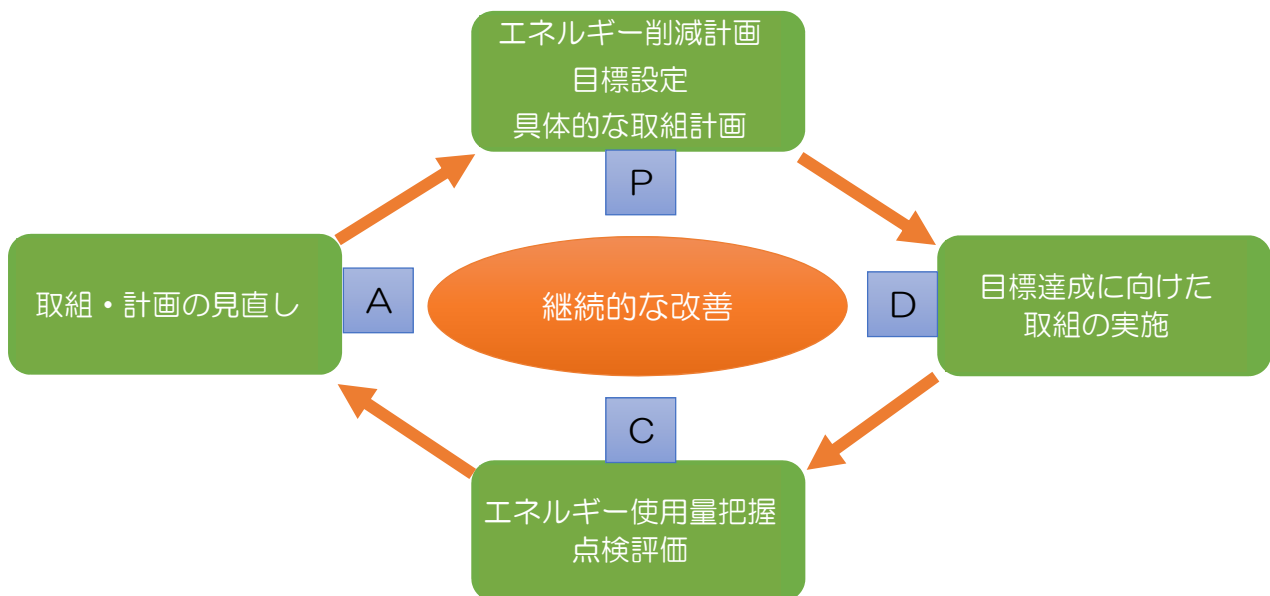 エネルギー削減計画
目標設定
具体的な取組計画
P
取組・計画の見直し
A
継続的な改善
D
目標達成に向けた
取組の実施
C
エネルギー使用量把握
点検評価